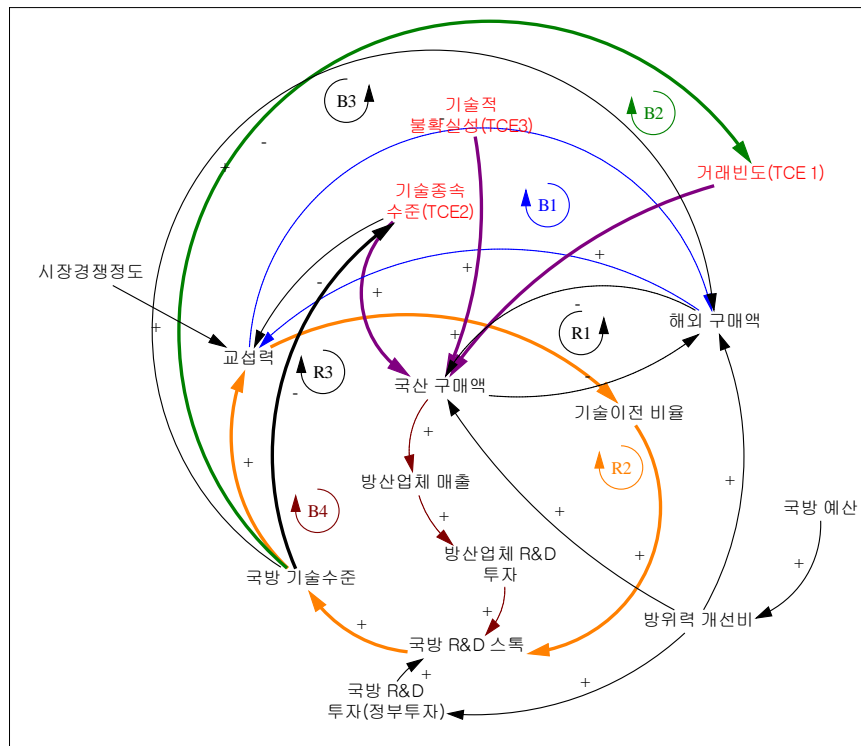 B3
기술적
불확실성(TCE3)
B2
-
-
+
거래빈도(TCE 1)
기술종속
수준(TCE2)
B1
+
시장경쟁정도
+
-
+
-
해외 구매액
+
+
R1
교섭력
R3
-
국산 구매액
-
기술이전 비율
+
+
R2
+
방산업체 매출
국방 예산
B4
+
+
방산업체 R&D
투자
+
+
국방 기술수준
+
+
방위력 개선비
국방 R&D 스톡
+
+
국방 R&D
투자(정부투자)
+